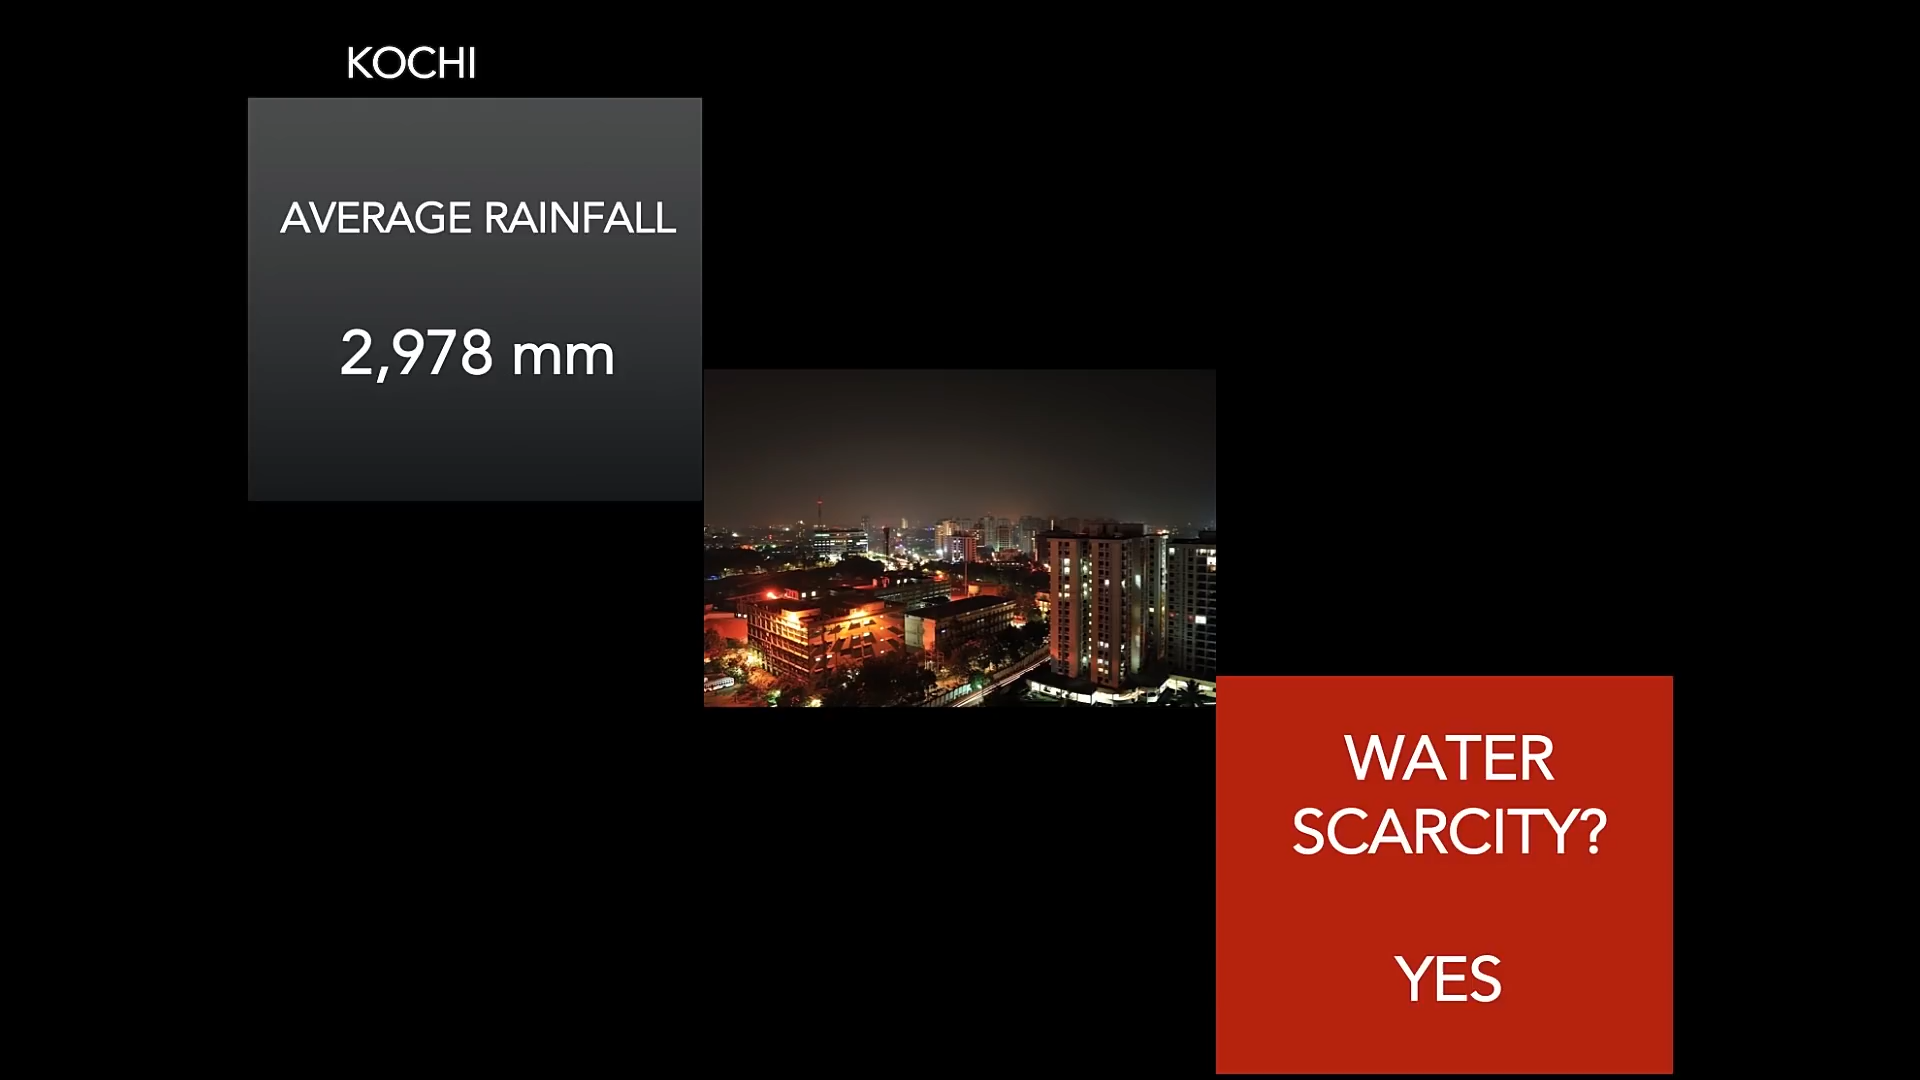 KOCHI
AVERAGE RAINFALL
2,978 mm
WATER
SCARCITY?
YES